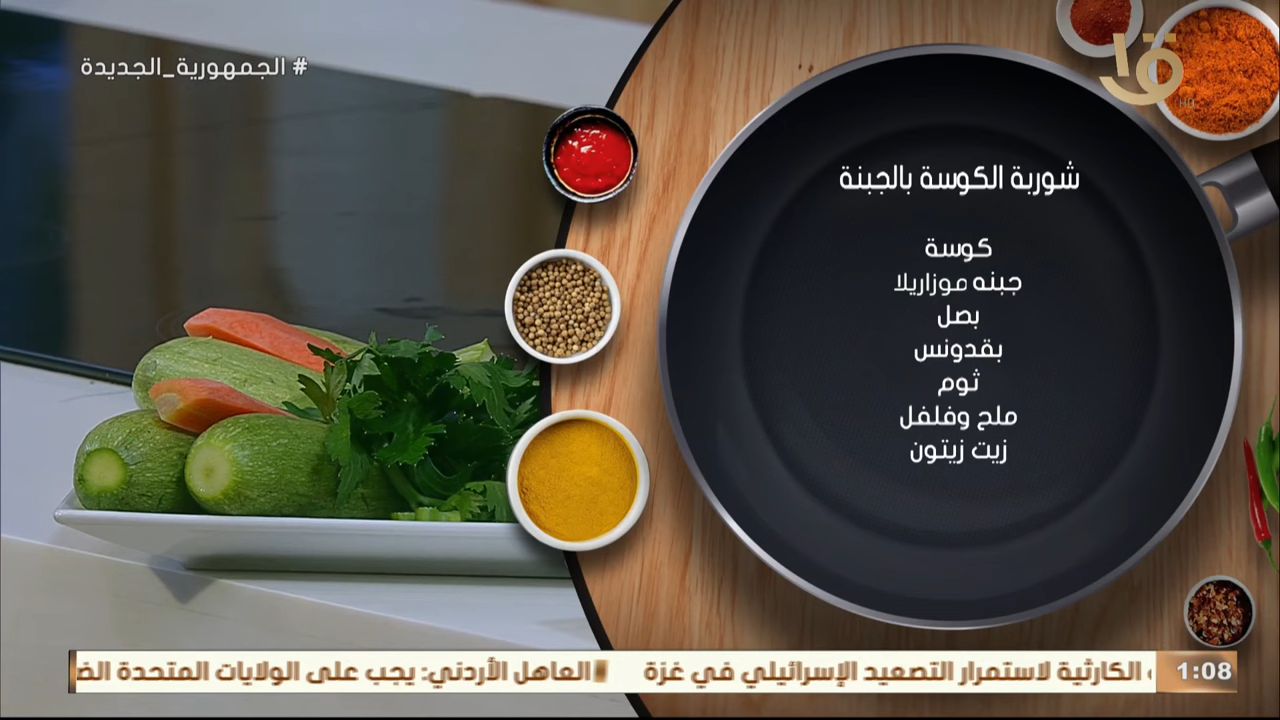 # الجمهورية_الجديدة
HD
شوربة الكوسة بالجبنة
كوسة
جبنه موزاريلا
بصل
بقدونس
ثوم
ملح وفلفل
زيت زيتون
1:08
الكارثية لاستمرار التصعيد الإسرائيلي في غزة العاهل الأردني: يجب على الولايات المتحدة